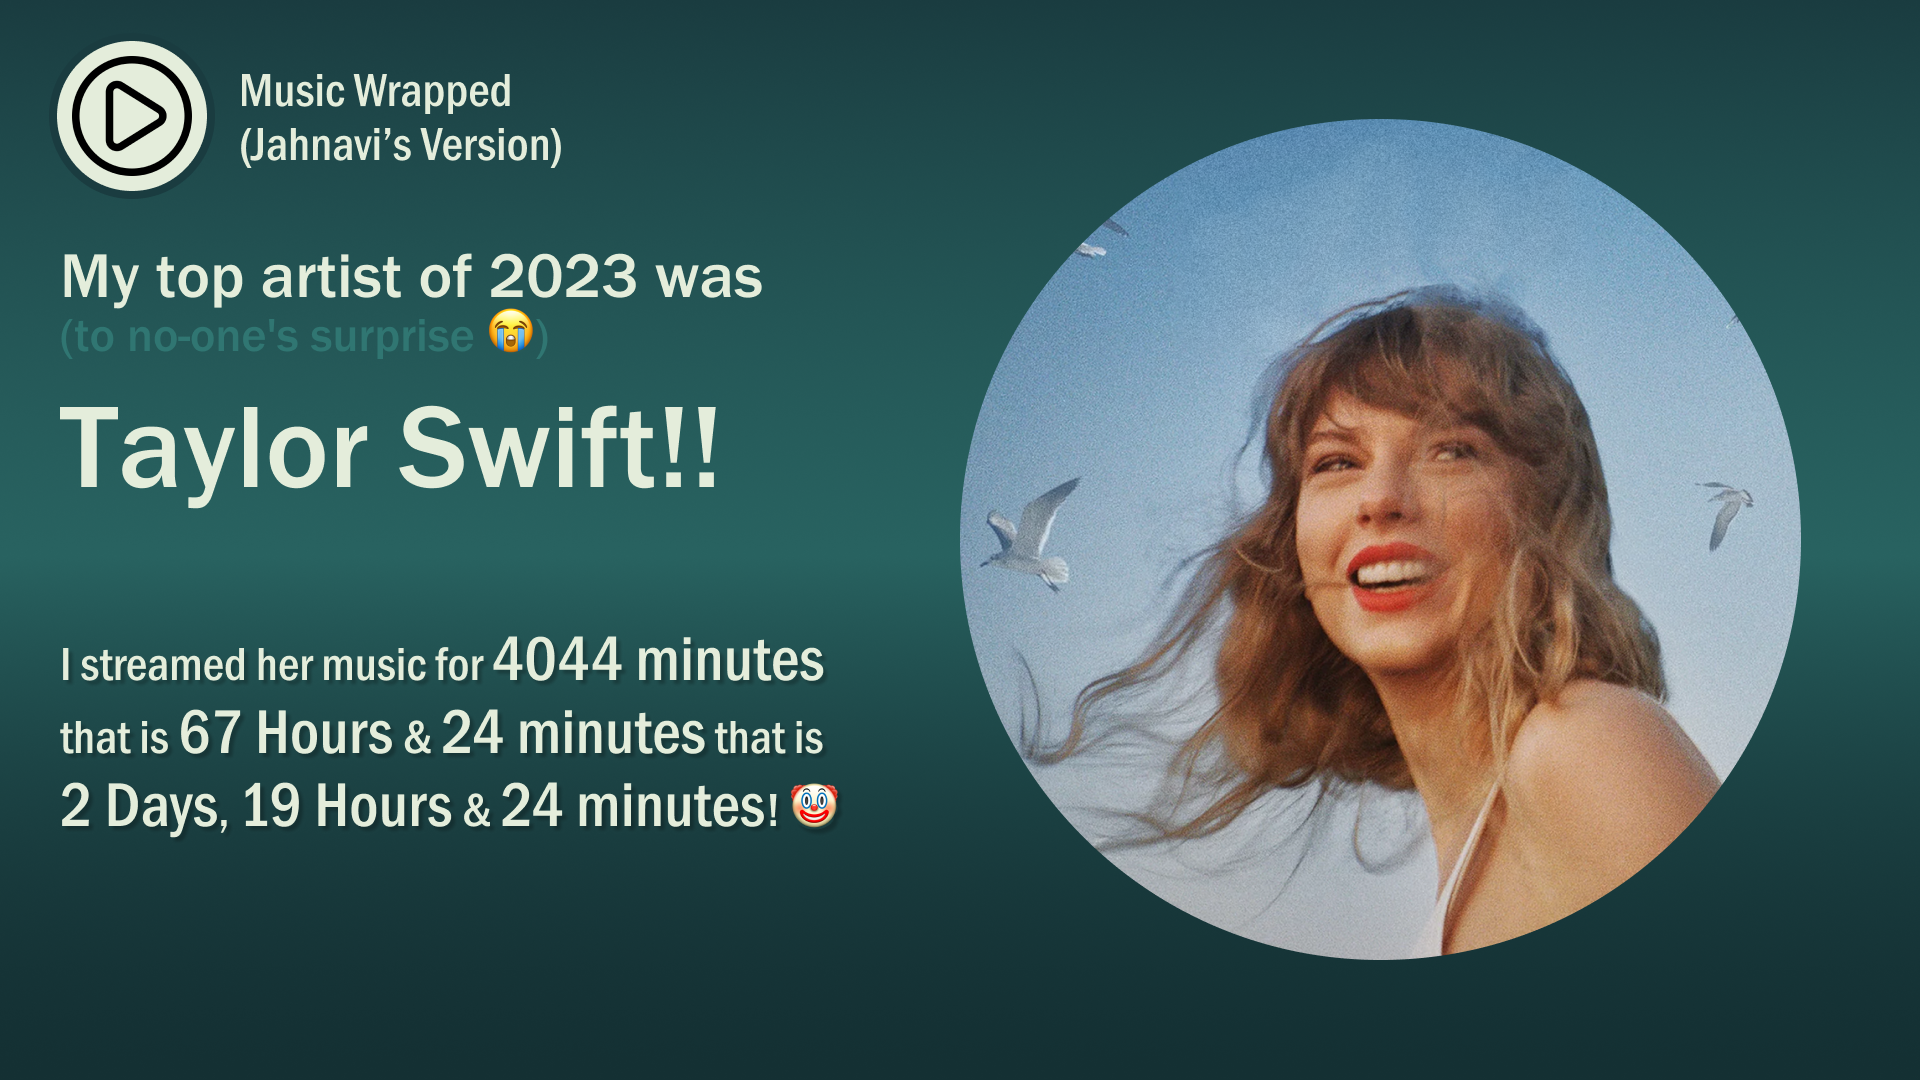 Music Wrapped
(Jahnavi’s Version)
My top artist of 2023 was
(to no-one's surprise 😭)
Taylor Swift!!
I streamed her music for 4044 minutes
that is 67 Hours & 24 minutes that is
2 Days, 19 Hours & 24 minutes! 🤡